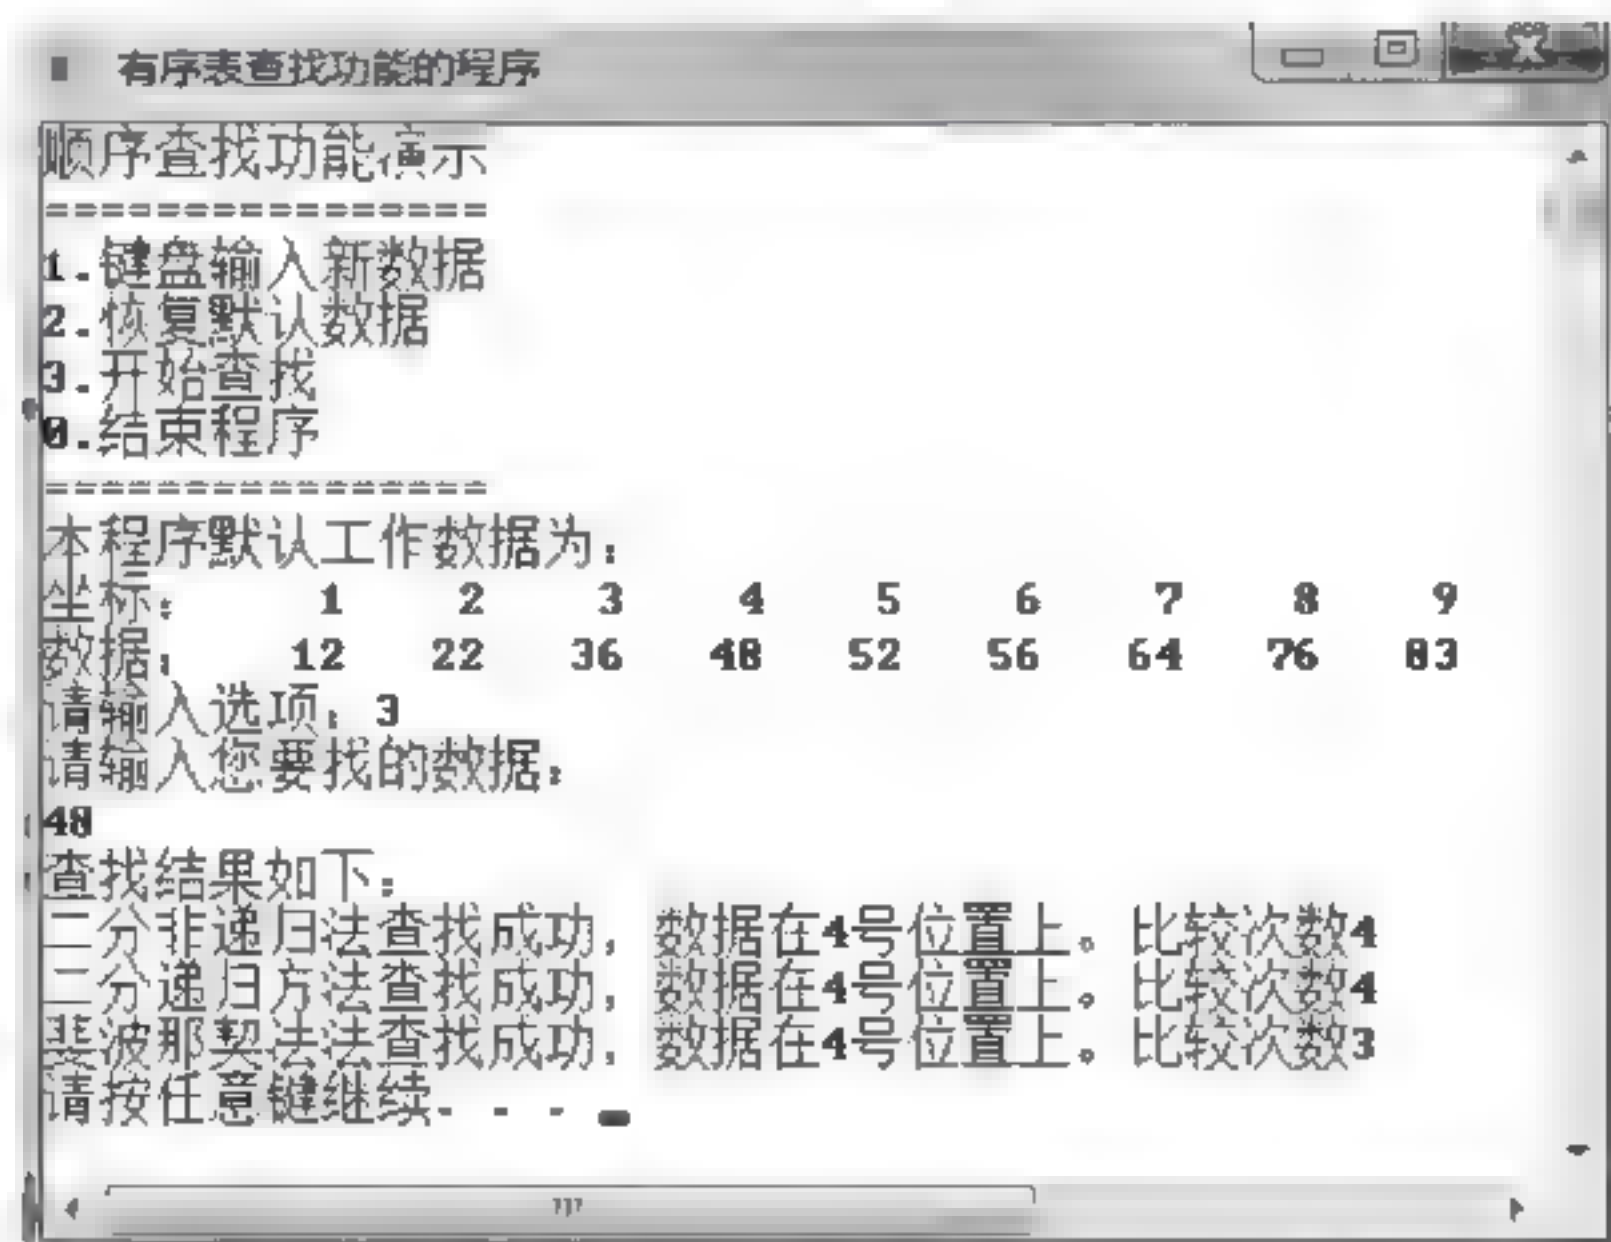 有序表查找功能的程序
顺序查找功能演示
================
1.键盘输入新数据
2.恢复默认数据
3.开始查找
0.结束程序
================
本程序默认工作数据为:
坐标: 1 2 3 4 5 6 7 8 9
数据: 12 22 36 48 52 56 64 76 83
请输入选项: 3
请输入您要找的数据:
48
查找结果如下:
二分非递归法查找成功, 数据在4号位置上。比较次数4
二分递归方法查找成功, 数据在4号位置上。比较次数4
斐波那契法法查找成功, 数据在4号位置上。比较次数3
请按任意键继续. . .